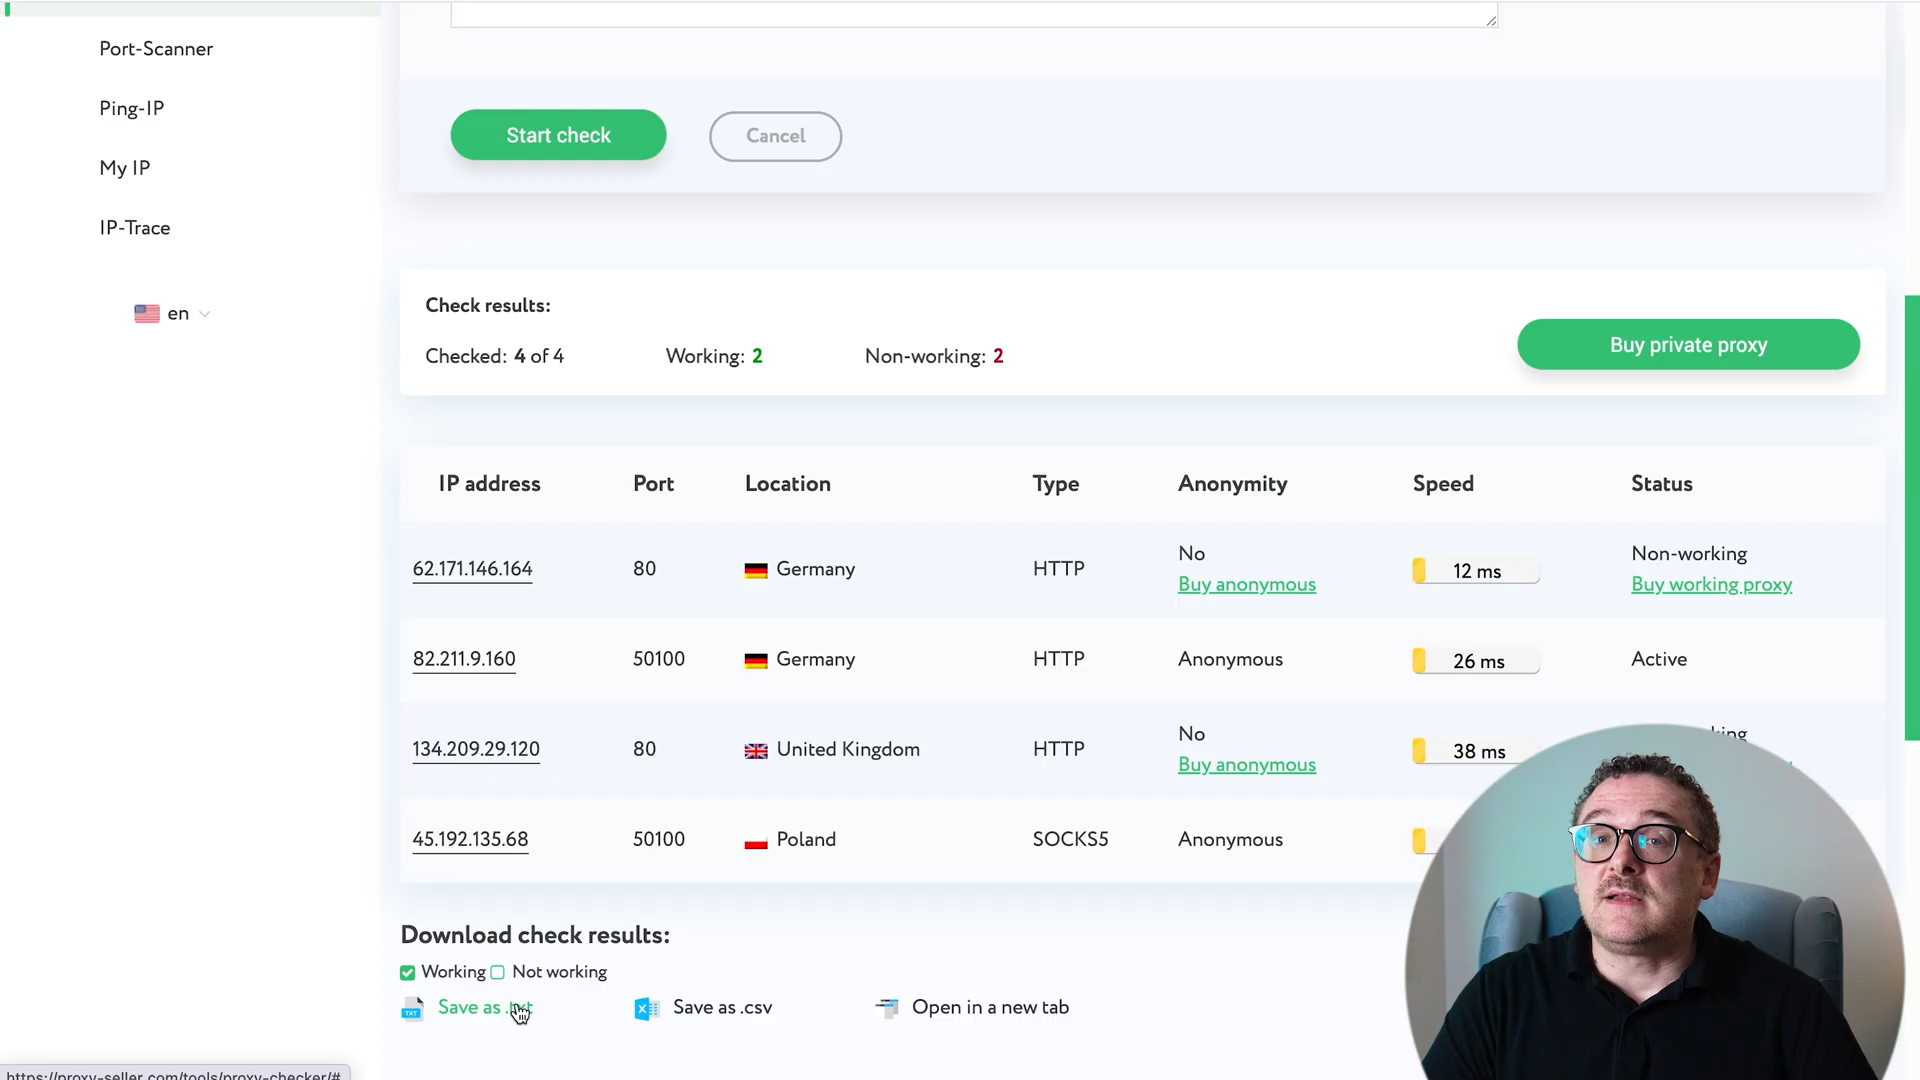 Port-Scanner
Ping-IP
My IP
IP-Trace
en
Start check
Cancel
Check results:
Checked: 4 of 4
Working: 2
Non-working: 2
Buy private proxy
IP address Port Location Type Anonymity Speed Status
62.171.146.164 80 Germany HTTP No Buy anonymous 12 ms Non-working Buy working proxy
82.211.9.160 50100 Germany HTTP Anonymous 26 ms Active
134.209.29.120 80 United Kingdom HTTP No Buy anonymous 38 ms
45.192.135.68 50100 Poland SOCKS5 Anonymous
Download check results:
Working Not working
TXT Save as .txt Save as .csv Open in a new tab
https://proxy-seller.com/tools/proxy-checker/#